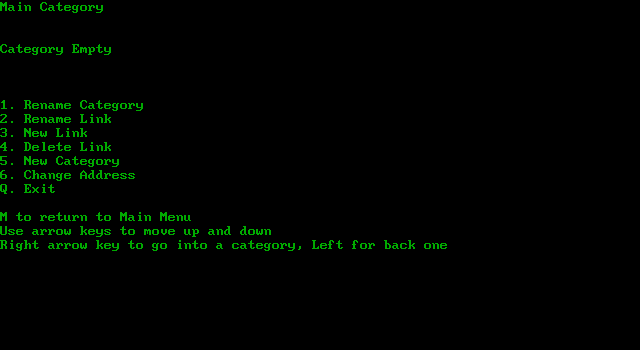 Main Category
Category Empty
1. Rename Category
2. Rename Link
3. New Link
4. Delete Link
5. New Category
6. Change Address
Q. Exit
M to return to Main Menu
Use arrow keys to move up and down
Right arrow key to go into a category, Left for back one